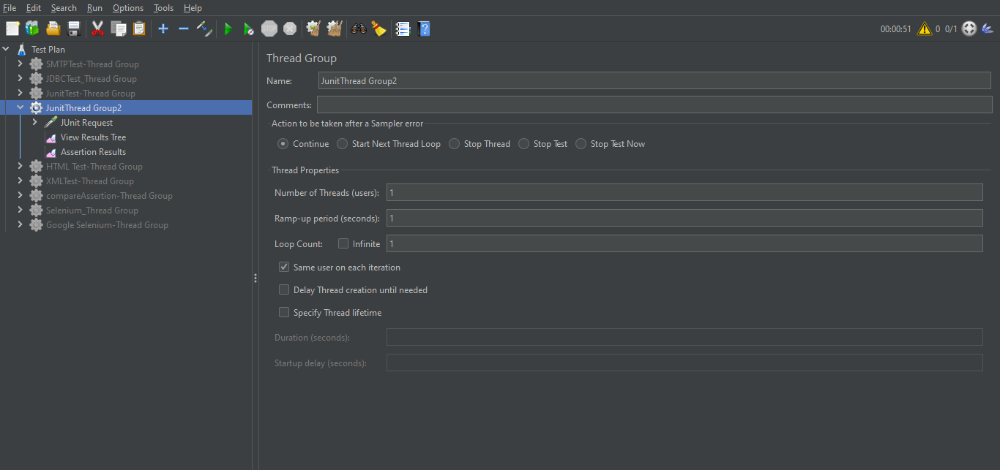 File Edit Search Run Options Tools Help
00:00:51 0 0/1
Test Plan
SMTPTest-Thread Group
JDBCTest_Thread Group
JunitTest-Thread Group
JunitThread Group2
JUnit Request
View Results Tree
Assertion Results
HTML Test-Thread Group
XMLTest-Thread Group
compareAssertion-Thread Group
Selenium_Thread Group
Google Selenium-Thread Group
Thread Group
Name: JunitThread Group2
Comments:
Action to be taken after a Sampler error
Continue Start Next Thread Loop Stop Thread Stop Test Stop Test Now
Thread Properties
Number of Threads (users): 1
Ramp-up period (seconds): 1
Loop Count: Infinite 1
Same user on each iteration
Delay Thread creation until needed
Specify Thread lifetime
Duration (seconds):
Startup delay (seconds):